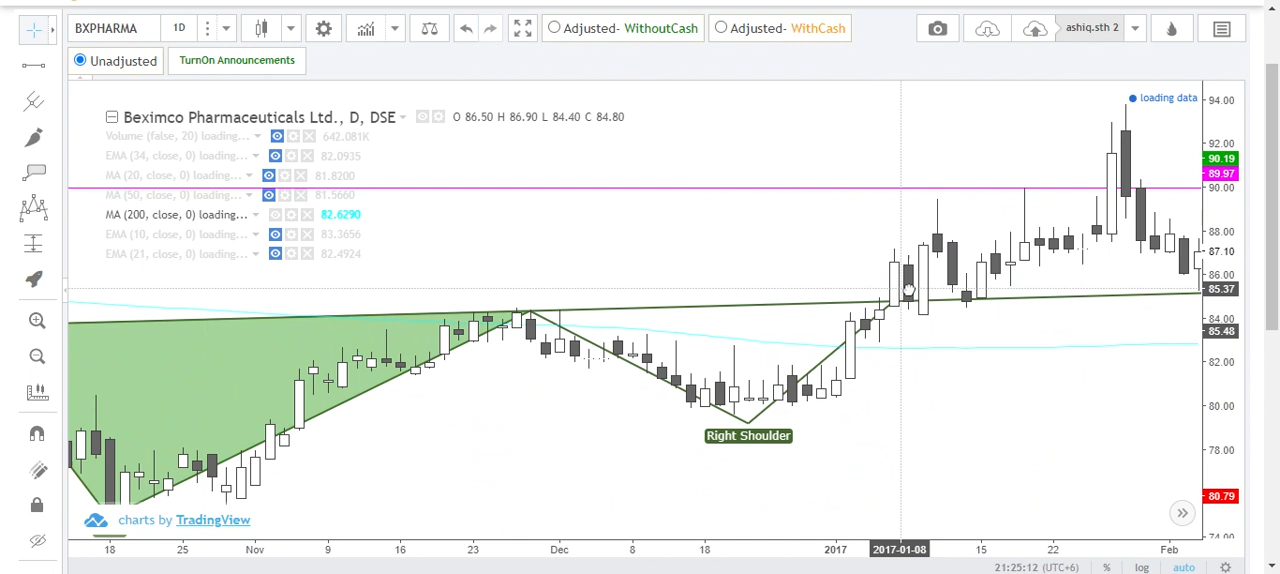 BXPHARMA 1D Adjusted- WithoutCash Adjusted- WithCash ashiq.sth 2
Unadjusted TurnOn Announcements
loading data
Beximco Pharmaceuticals Ltd., D, DSE O 86.50 H 86.90 L 84.40 C 84.80
Volume (false, 20) loading... 642.081K
EMA (34, close, 0) loading... 82.0935
MA (20, close, 0) loading... 81.8200
MA (50, close, 0) loading... 81.5660
MA (200, close, 0) loading... 82.6290
EMA (10, close, 0) loading... 83.3656
EMA (21, close, 0) loading... 82.4924
94.00
92.00
90.19
89.97
90.00
88.00
87.10
86.00
85.37
84.00
85.48
82.00
80.00
78.00
80.79
74.00
Right Shoulder
charts by TradingView
18 25 Nov 9 16 23 Dec 8 18 2017 2017-01-08 15 22 Feb
21:25:12 (UTC+6) % log auto